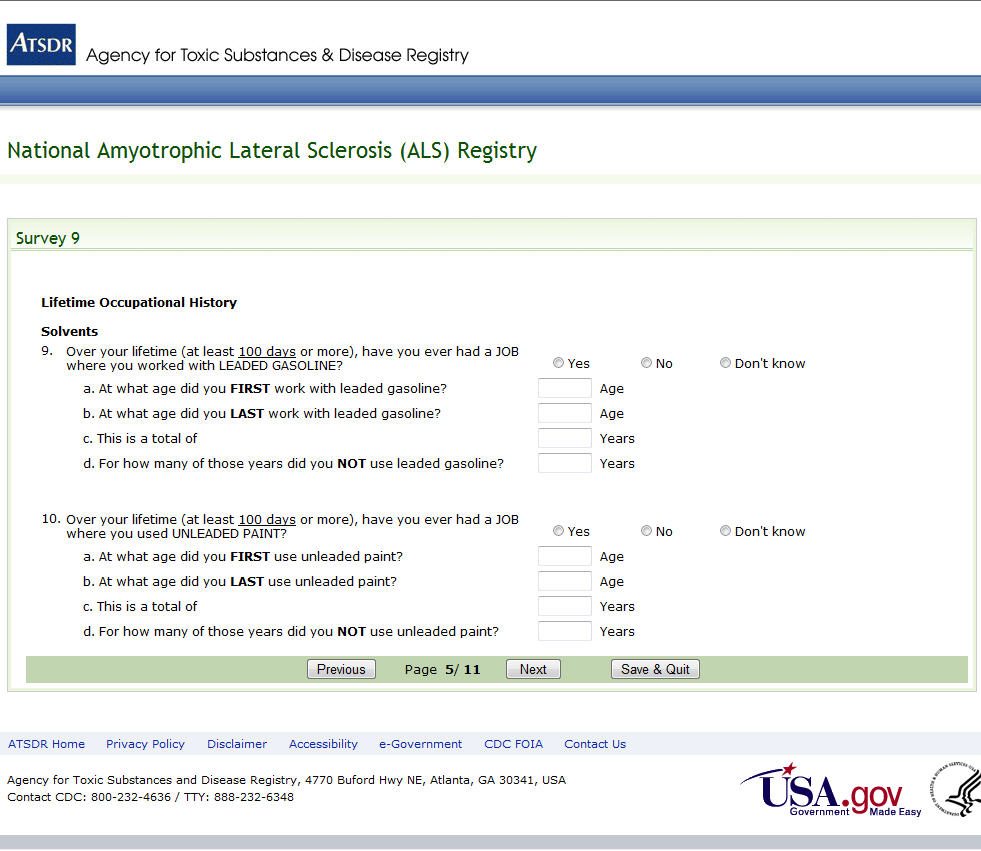 ATSDR
Agency for Toxic Substances & Disease Registry
National Amyotrophic Lateral Sclerosis (ALS) Registry
Survey 9
Lifetime Occupational History
Solvents
9. Over your lifetime (at least 100 days or more), have you ever had a JOB
where you worked with LEADED GASOLINE?
Yes No Don't know
a. At what age did you FIRST work with leaded gasoline? Age
b. At what age did you LAST work with leaded gasoline? Age
c. This is a total of Years
d. For how many of those years did you NOT use leaded gasoline? Years
10. Over your lifetime (at least 100 days or more), have you ever had a JOB
where you used UNLEADED PAINT?
Yes No Don't know
a. At what age did you FIRST use unleaded paint? Age
b. At what age did you LAST use unleaded paint? Age
c. This is a total of Years
d. For how many of those years did you NOT use unleaded paint? Years
Previous Page 5/ 11 Next Save & Quit
ATSDR Home Privacy Policy Disclaimer Accessibility e-Government CDC FOIA Contact Us
Agency for Toxic Substances and Disease Registry, 4770 Buford Hwy NE, Atlanta, GA 30341, USA
Contact CDC: 800-232-4636 / TTY: 888-232-6348
USA.gov
Government Made Easy